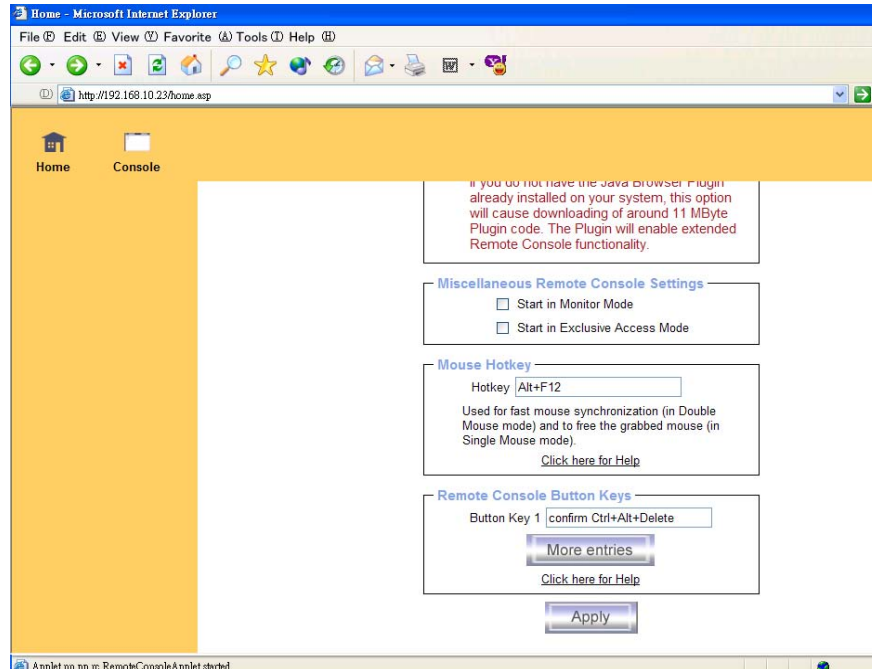 Home - Microsoft Internet Explorer
File (F) Edit (E) View (V) Favorite (A) Tools (T) Help (H)
(D) http://192.168.10.23/home.asp
Home Console
If you do not have the Java Browser Plugin
already installed on your system, this option
will cause downloading of around 11 MByte
Plugin code. The Plugin will enable extended
Remote Console functionality.
Miscellaneous Remote Console Settings
Start in Monitor Mode
Start in Exclusive Access Mode
Mouse Hotkey
Hotkey Alt+F12
Used for fast mouse synchronization (in Double
Mouse mode) and to free the grabbed mouse (in
Single Mouse mode).
Click here for Help
Remote Console Button Keys
Button Key 1 confirm Ctrl+Alt+Delete
More entries
Click here for Help
Apply
Applet RemoteConsoleApplet started